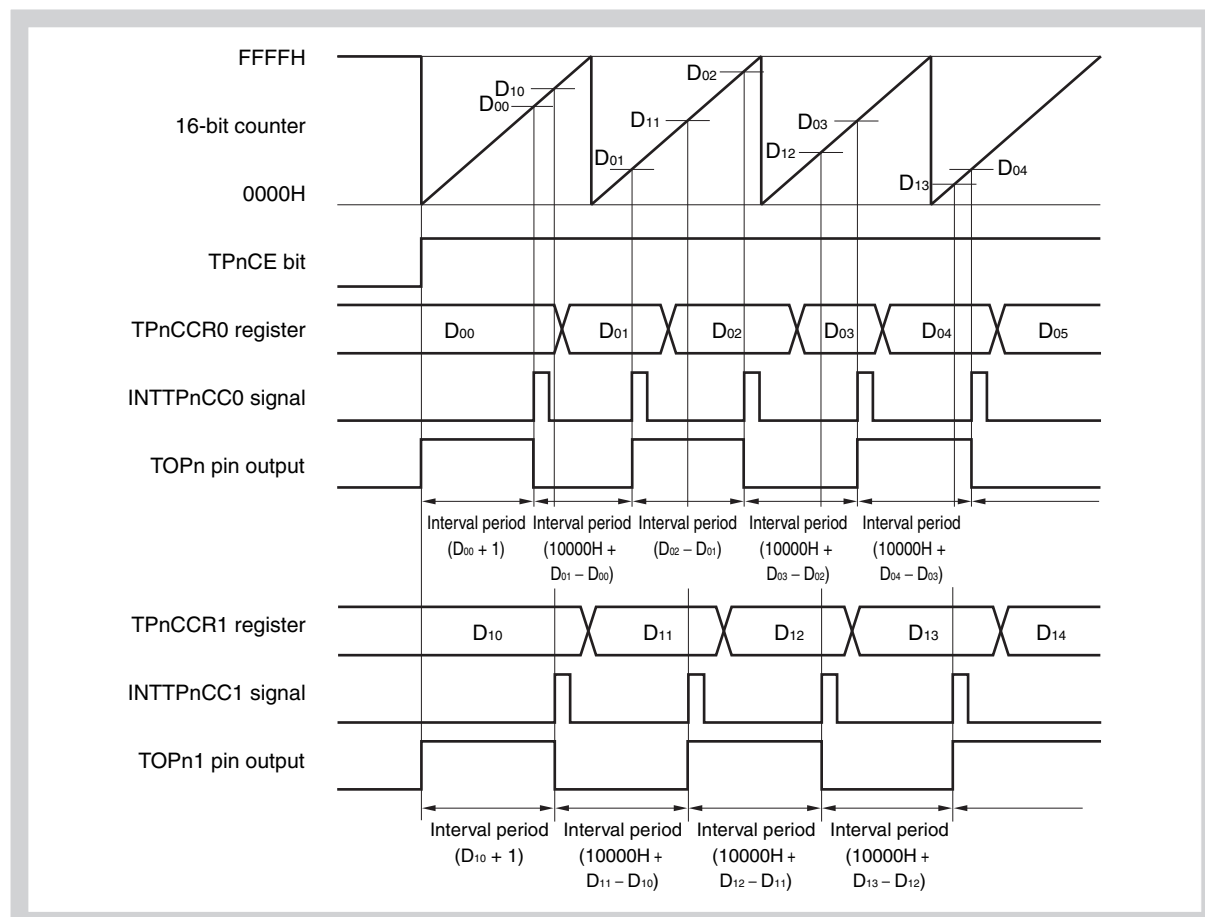 FFFFH
16-bit counter
0000H
D10
D00
D01
D11
D02
D12
D03
D13
D04
TPnCE bit
TPnCCR0 register
D00
D01
D02
D03
D04
D05
INTTPnCC0 signal
TOPn pin output
Interval period
(D00 + 1)
Interval period
(10000H +
D01 – D00)
Interval period
(D02 – D01)
Interval period
(10000H +
D03 – D02)
Interval period
(10000H +
D04 – D03)
TPnCCR1 register
D10
D11
D12
D13
D14
INTTPnCC1 signal
TOPn1 pin output
Interval period
(D10 + 1)
Interval period
(10000H +
D11 – D10)
Interval period
(10000H +
D12 – D11)
Interval period
(10000H +
D13 – D12)